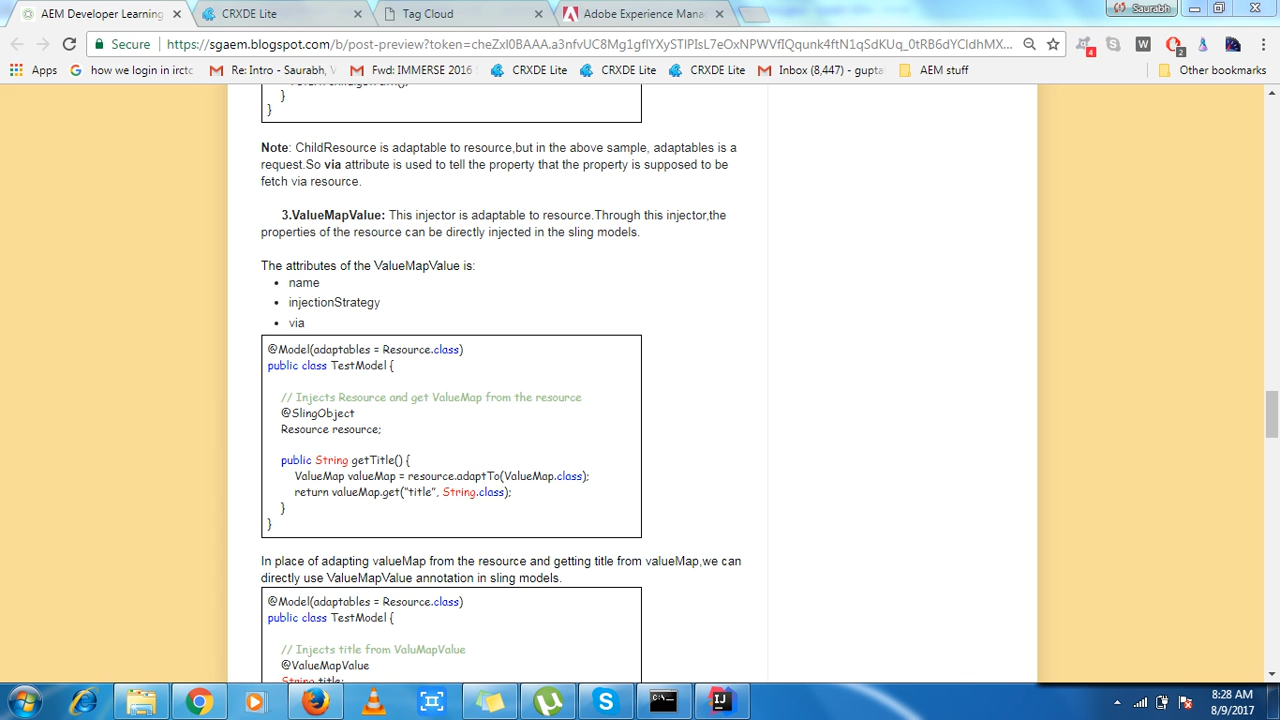 AEM Developer Learning
CRXDE Lite
Tag Cloud
Adobe Experience Mana
Saurabh
Secure
Apps
how we login in irctc
Re: Intro - Saurabh, V
Fwd: IMMERSE 2016
CRXDE Lite
CRXDE Lite
CRXDE Lite
Inbox (8,447) - gupta
AEM stuff
Other bookmarks
}
}
Note: ChildResource is adaptable to resource,but in the above sample, adaptables is a
request.So via attribute is used to tell the property that the property is supposed to be
fetch via resource.
3.ValueMapValue: This injector is adaptable to resource.Through this injector,the
properties of the resource can be directly injected in the sling models.
The attributes of the ValueMapValue is:
name
injectionStrategy
via
@Model(adaptables = Resource.class)
public class TestModel {
// Injects Resource and get ValueMap from the resource
@SlingObject
Resource resource;
public String getTitle() {
ValueMap valueMap = resource.adaptTo(ValueMap.class);
return valueMap.get("title", String.class);
}
}
In place of adapting valueMap from the resource and getting title from valueMap,we can
directly use ValueMapValue annotation in sling models.
@Model(adaptables = Resource.class)
public class TestModel {
// Injects title from ValuMapValue
@ValueMapValue
String title;
8:28 AM
8/9/2017